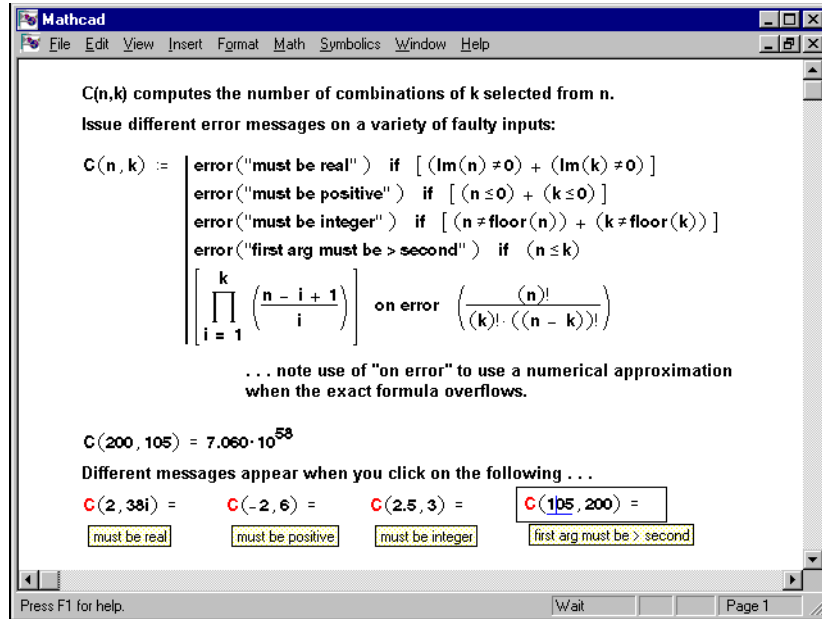 Mathcad
File Edit View Insert Format Math Symbolics Window Help
C(n,k) computes the number of combinations of k selected from n.
Issue different error messages on a variety of faulty inputs:
C(n,k) := error("must be real") if [(Im(n)≠0) + (Im(k)≠0)]
error("must be positive") if [(n≤0) + (k≤0)]
error("must be integer") if [(n≠floor(n)) + (k≠floor(k))]
error("first arg must be > second") if (n≤k)
[∏ k i = 1 ((n - i + 1)/i)] on error ((n)!/((k)!·((n - k))!))
. . . note use of "on error" to use a numerical approximation
when the exact formula overflows.
C(200,105) = 7.060·10^58
Different messages appear when you click on the following . . .
C(2,38i) = C(-2,6) = C(2.5,3) = C(105,200) =
must be real must be positive must be integer first arg must be > second
Press F1 for help. Wait Page 1